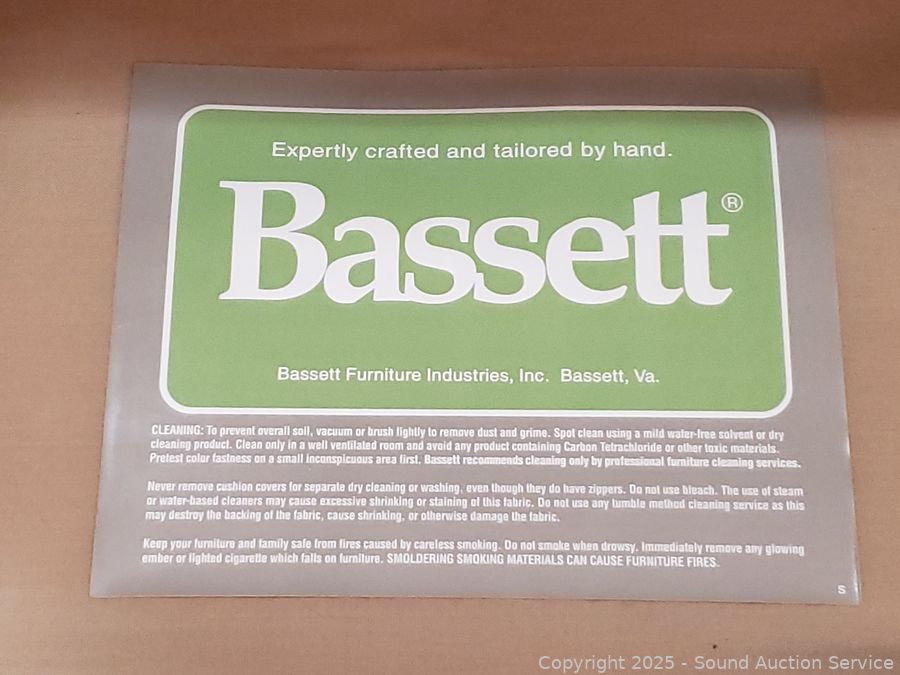 Expertly crafted and tailored by hand.
Bassett®
Bassett Furniture Industries, Inc. Bassett, Va.
CLEANING: To prevent overall soil, vacuum or brush lightly to remove dust and grime. Spot clean using a mild water-free solvent or dry
cleaning product. Clean only in a well ventilated room and avoid any product containing Carbon Tetrachloride or other toxic materials.
Pretest color fastness on a small inconspicuous area first. Bassett recommends cleaning only by professional furniture cleaning services.
Never remove cushion covers for separate dry cleaning or washing, even though they do have zippers. Do not use bleach. The use of steam
or water-based cleaners may cause excessive shrinking or staining of this fabric. Do not use any tumble method cleaning service as this
may destroy the backing of the fabric, cause shrinking, or otherwise damage the fabric.
Keep your furniture and family safe from fires caused by careless smoking. Do not smoke when drowsy. Immediately remove any glowing
ember or lighted cigarette which falls on furniture. SMOLDERING SMOKING MATERIALS CAN CAUSE FURNITURE FIRES.
S
Copyright 2025 - Sound Auction Service